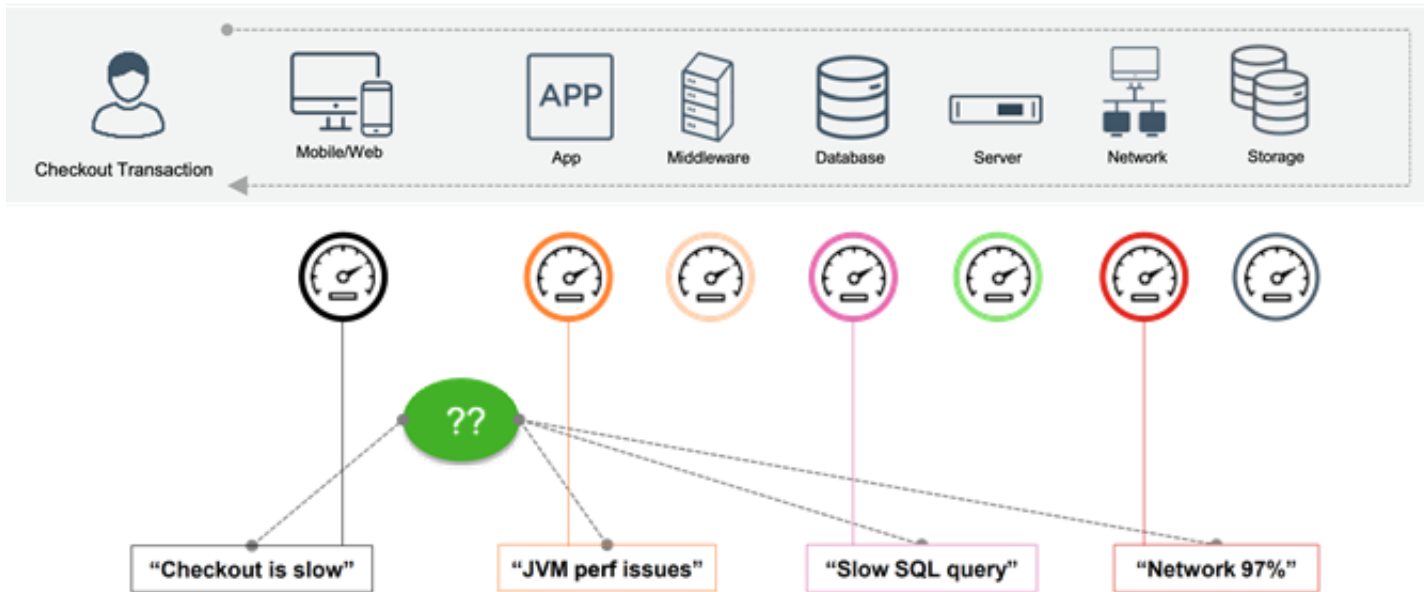 APP
Mobile/Web
App
Middleware
Database
Server
Network
Storage
Checkout Transaction
??
“Checkout is slow”
“JVM perf issues”
“Slow SQL query”
“Network 97%”